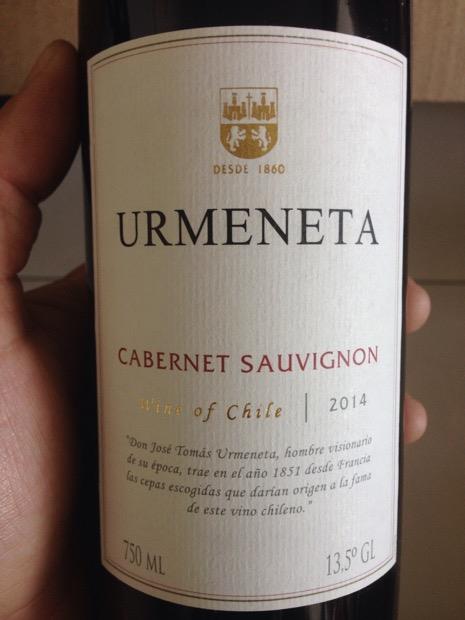 DESDE 1860
URMENETA
CABERNET SAUVIGNON
Wine of Chile | 2014
"Don José Tomás Urmeneta, hombre visionario
de su época, trae en el año 1851 desde Francia
las cepas escogidas que darían origen a la fama
de este vino chileno."
750 ML 13,5º GL